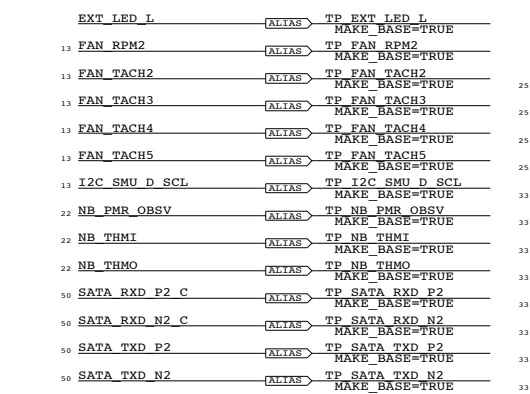 EXT_LED_L ALIAS TP_EXT_LED_L
MAKE_BASE=TRUE
13 FAN_RPM2 ALIAS TP_FAN_RPM2
MAKE_BASE=TRUE
13 FAN_TACH2 ALIAS TP_FAN_TACH2
MAKE_BASE=TRUE 25
13 FAN_TACH3 ALIAS TP_FAN_TACH3
MAKE_BASE=TRUE 25
13 FAN_TACH4 ALIAS TP_FAN_TACH4
MAKE_BASE=TRUE 25
13 FAN_TACH5 ALIAS TP_FAN_TACH5
MAKE_BASE=TRUE 25
13 I2C_SMU_D_SCL ALIAS TP_I2C_SMU_D_SCL
MAKE_BASE=TRUE 33
22 NB_PMR_OBSV ALIAS TP_NB_PMR_OBSV
MAKE_BASE=TRUE 33
22 NB_THMI ALIAS TP_NB_THMI
MAKE_BASE=TRUE 33
22 NB_THMO ALIAS TP_NB_THMO
MAKE_BASE=TRUE 33
50 SATA_RXD_P2_C ALIAS TP_SATA_RXD_P2
MAKE_BASE=TRUE 33
50 SATA_RXD_N2_C ALIAS TP_SATA_RXD_N2
MAKE_BASE=TRUE 33
50 SATA_TXD_P2 ALIAS TP_SATA_TXD_P2
MAKE_BASE=TRUE 33
50 SATA_TXD_N2 ALIAS TP_SATA_TXD_N2
MAKE_BASE=TRUE 33